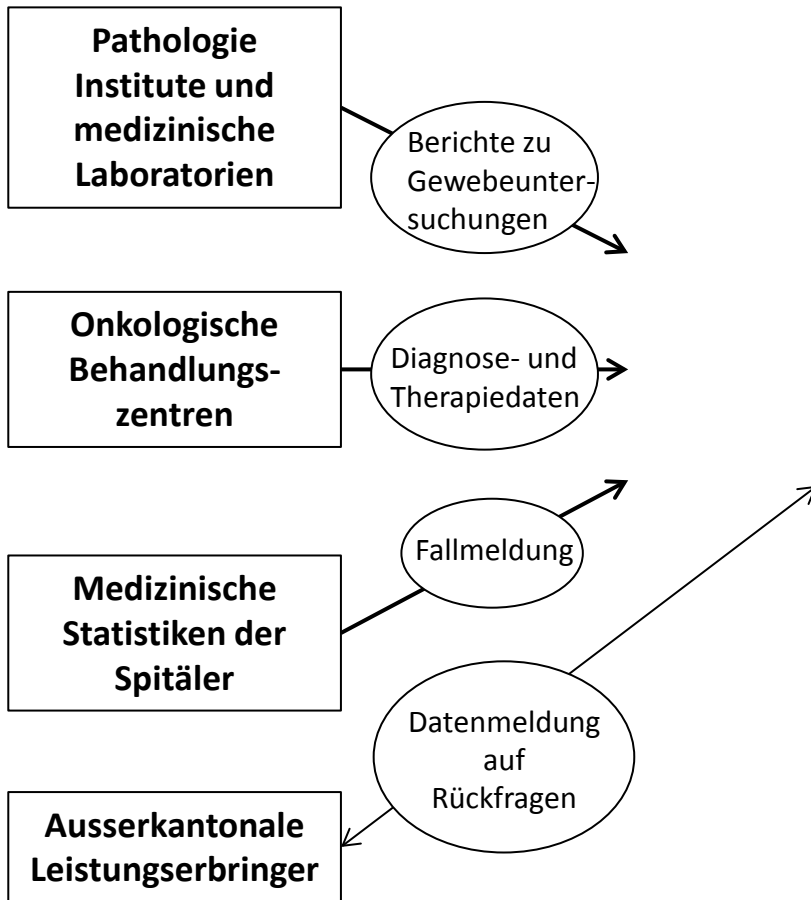 Pathologie
Institute und
medizinische
Laboratorien
Berichte zu
Gewebeunter-
suchungen
Onkologische
Behandlungs-
zentren
Diagnose- und
Therapiedaten
Fallmeldung
Medizinische
Statistiken der
Spitäler
Datenmeldung
auf
Rückfragen
Ausserkantonale
Leistungserbringer